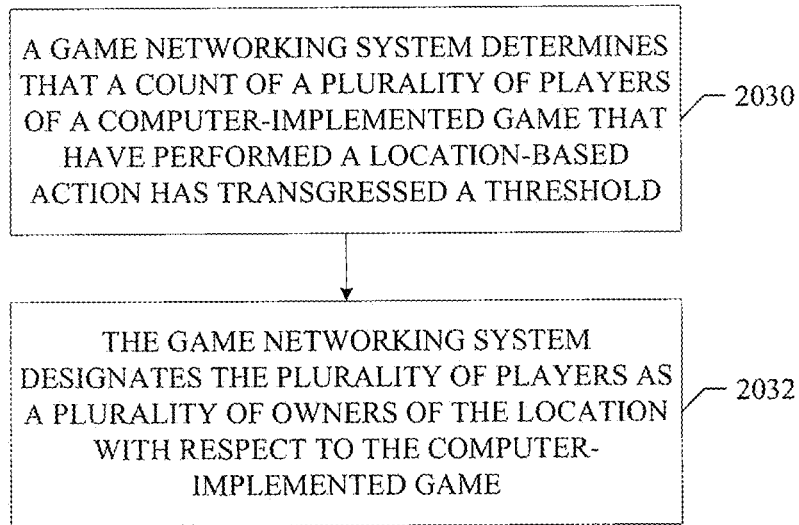 A GAME NETWORKING SYSTEM DETERMINES
THAT A COUNT OF A PLURALITY OF PLAYERS
OF A COMPUTER-IMPLEMENTED GAME THAT
HAVE PERFORMED A LOCATION-BASED
ACTION HAS TRANSGRESSED A THRESHOLD
2030
THE GAME NETWORKING SYSTEM
DESIGNATES THE PLURALITY OF PLAYERS AS
A PLURALITY OF OWNERS OF THE LOCATION
WITH RESPECT TO THE COMPUTER-
IMPLEMENTED GAME
2032